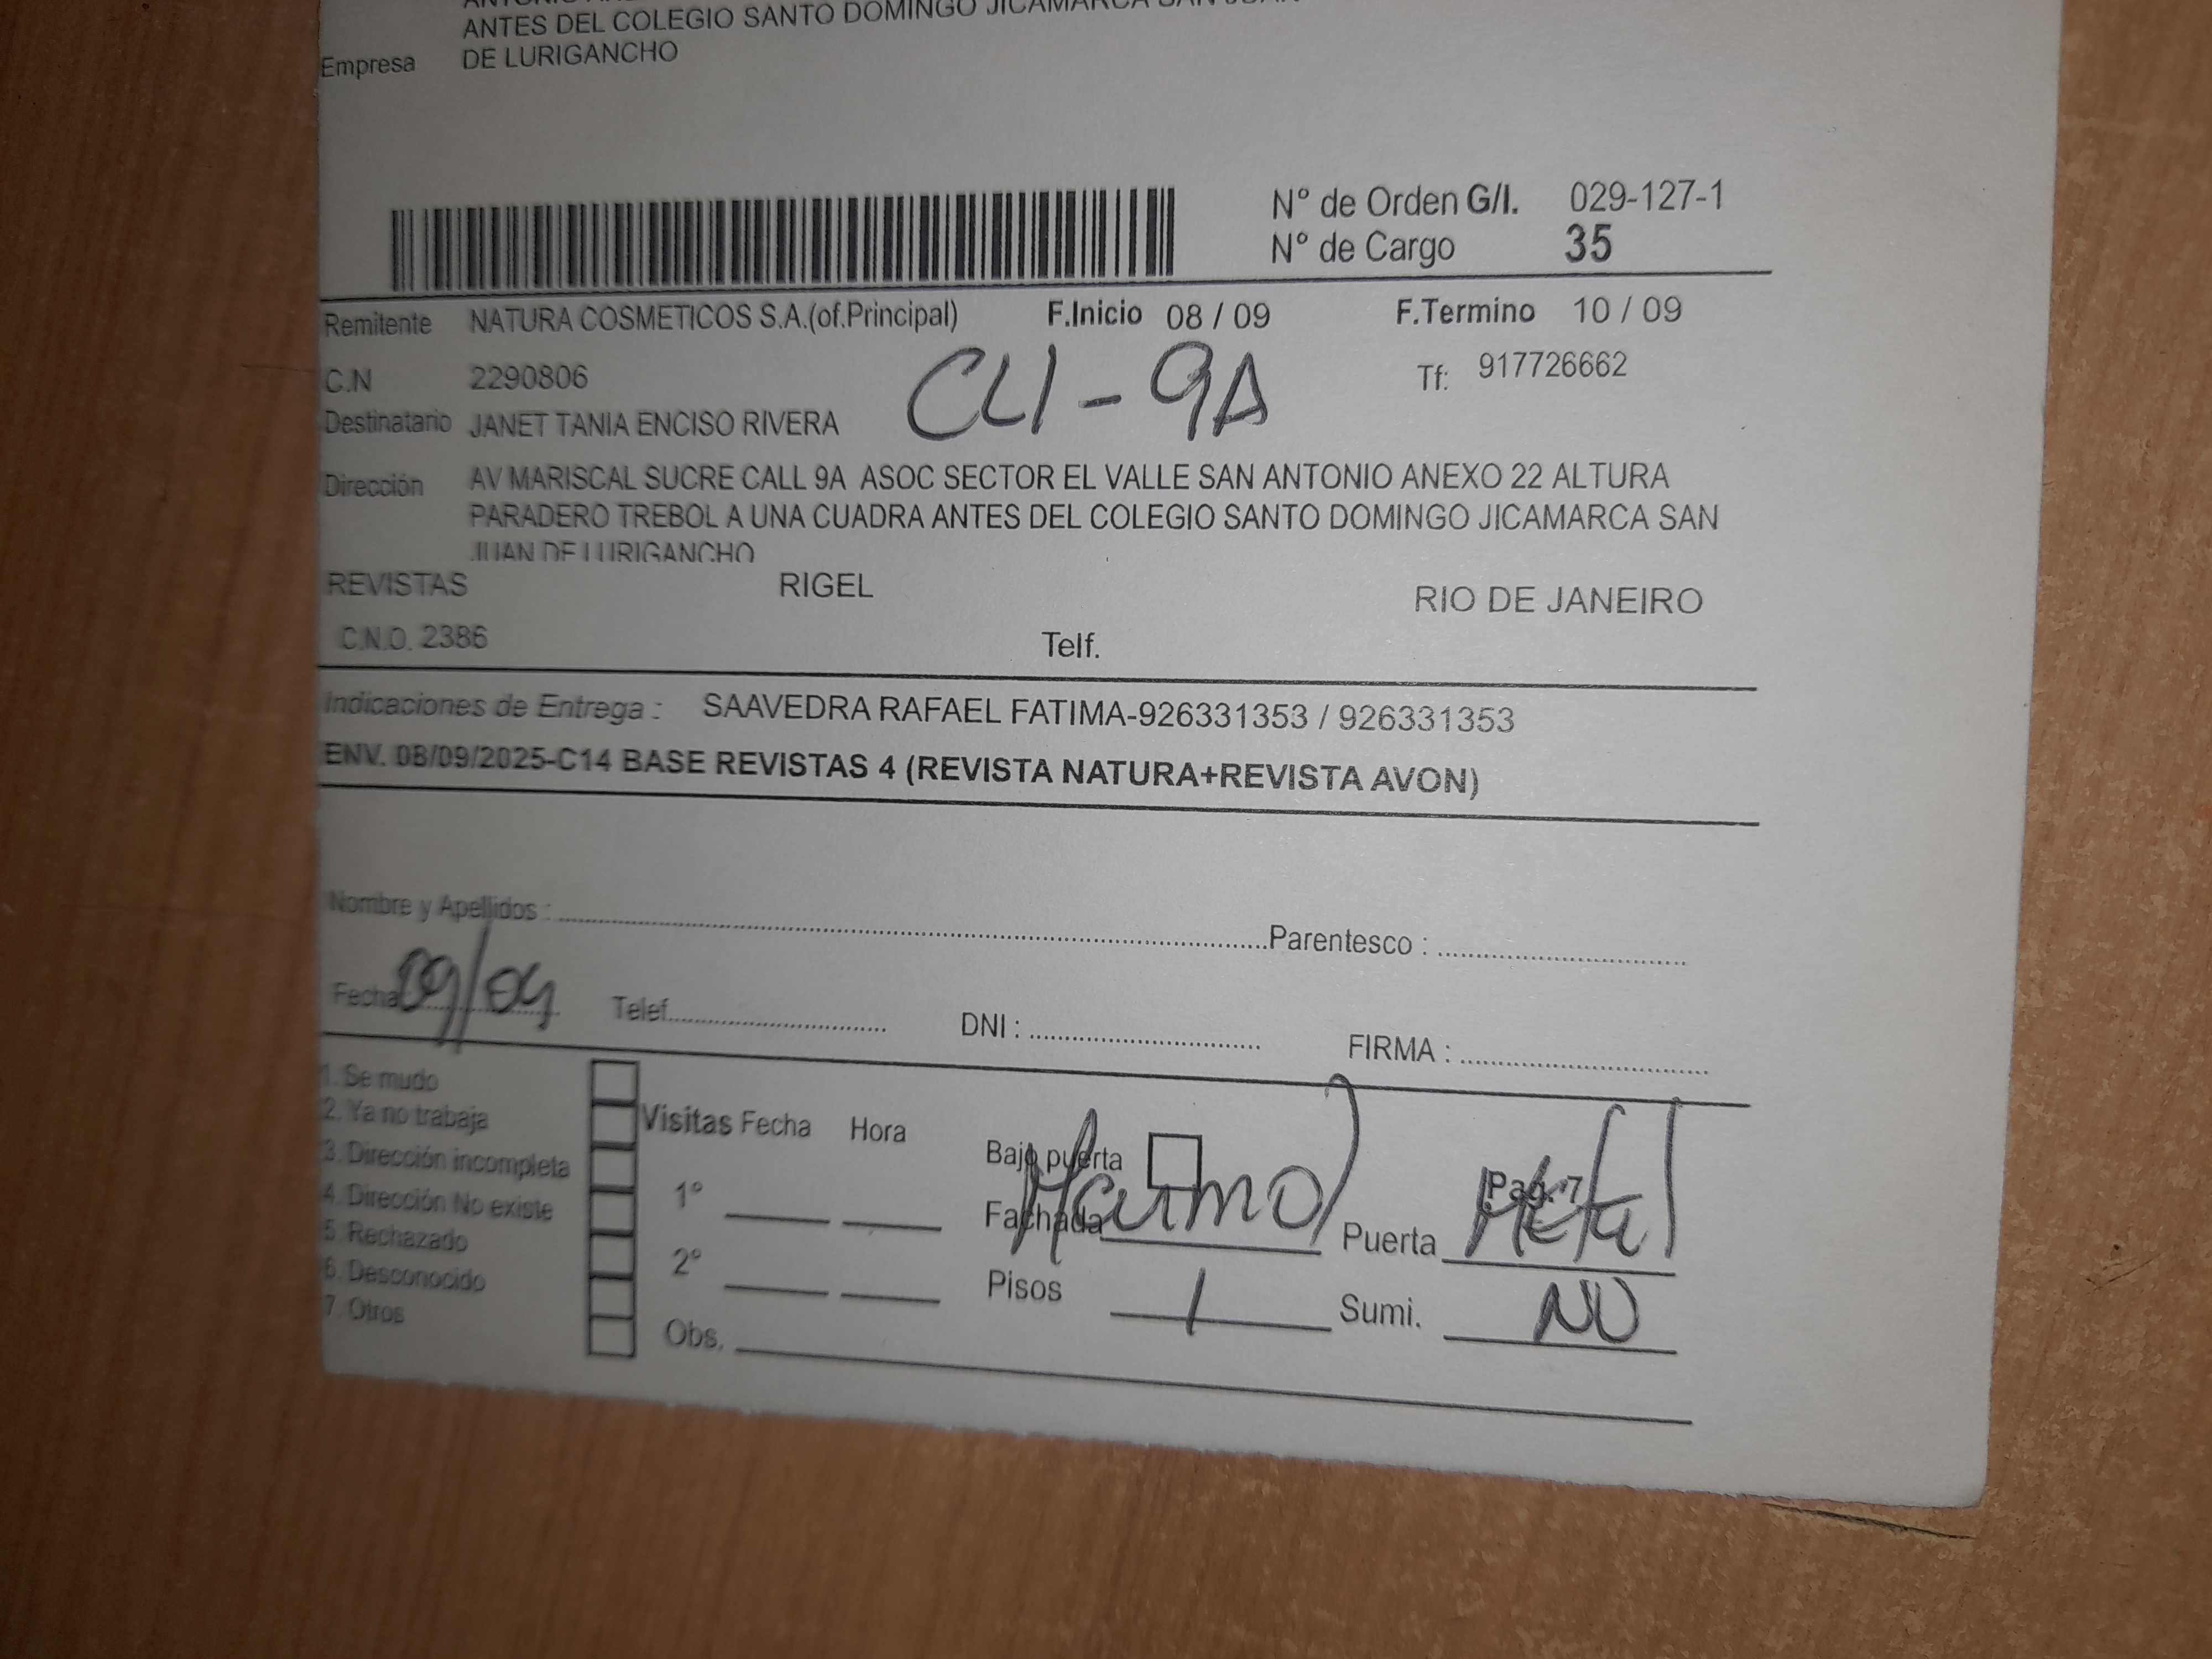 ANTES DEL COLEGIO SANTO DOMINGO JICAMARCA SAN JUAN
Empresa DE LURIGANCHO
N° de Orden G/I. 029-127-1
N° de Cargo 35
Remitente NATURA COSMETICOS S.A.(of.Principal) F.Inicio 08 / 09 F.Termino 10 / 09
C.N 2290806 Tf: 917726662
CLL - 9A
Destinatario JANET TANIA ENCISO RIVERA
Dirección AV MARISCAL SUCRE CALL 9A ASOC SECTOR EL VALLE SAN ANTONIO ANEXO 22 ALTURA
PARADERO TREBOL A UNA CUADRA ANTES DEL COLEGIO SANTO DOMINGO JICAMARCA SAN
JUAN DE LURIGANCHO
REVISTAS RIGEL RIO DE JANEIRO
C.N.O. 2386 Telf.
Indicaciones de Entrega : SAAVEDRA RAFAEL FATIMA-926331353 / 926331353
ENV. 08/09/2025-C14 BASE REVISTAS 4 (REVISTA NATURA+REVISTA AVON)
Nombre y Apellidos : Parentesco :
Fecha 09/09 Telef. DNI : FIRMA :
1. Se mudo
2. Ya no trabaja
3. Dirección incompleta
4. Dirección No existe
5. Rechazado
6. Desconocido
7. Otros
Visitas Fecha Hora
1°
2°
Obs.
Bajo puerta Pag. 7
Fachada Marmol Puerta Metal
Pisos 1 Sumi. NO